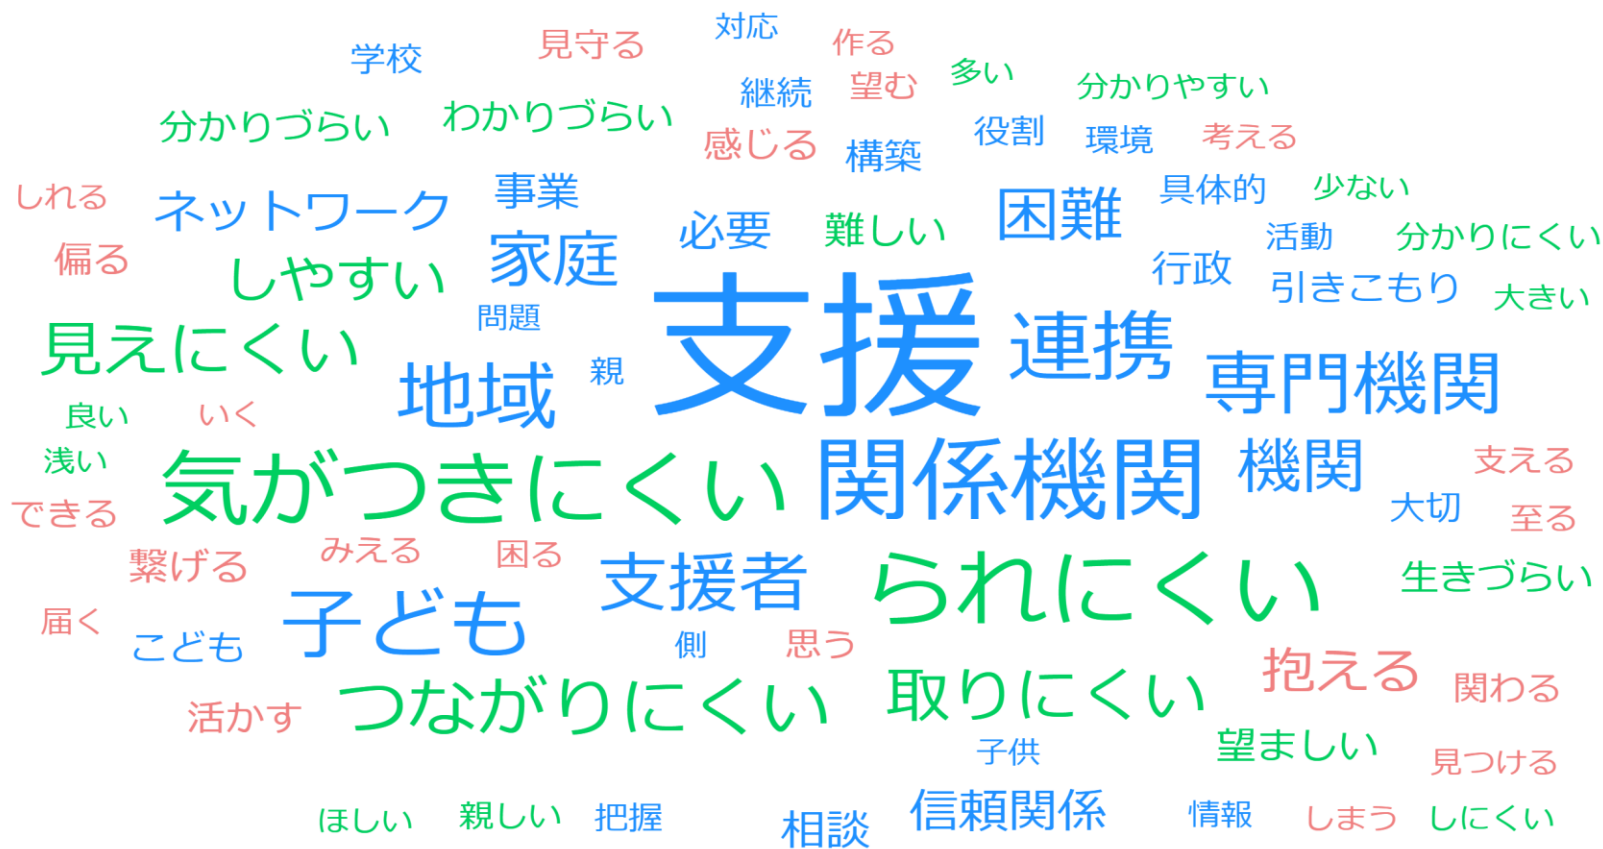 対応
学校
見守る
作る
継続
望む
多い
分かりやすい
分かりづらい
わかりづらい
感じる
構築
役割
環境
考える
しれる
ネットワーク
事業
必要
難しい
困難
具体的
少ない
偏る
しやすい
家庭
行政
活動
分かりにくい
引きこもり
大きい
問題
支援
連携
見えにくい
地域
親
専門機関
良い
いく
浅い
気がつきにくい
関係機関
機関
支える
できる
大切
至る
繋げる
みえる
困る
支援者
られにくい
生きづらい
届く
こども
子ども
側
思う
抱える
関わる
活かす
つながりにくい
取りにくい
子供
望ましい
見つける
ほしい
親しい
把握
相談
信頼関係
情報
しまう
しにくい